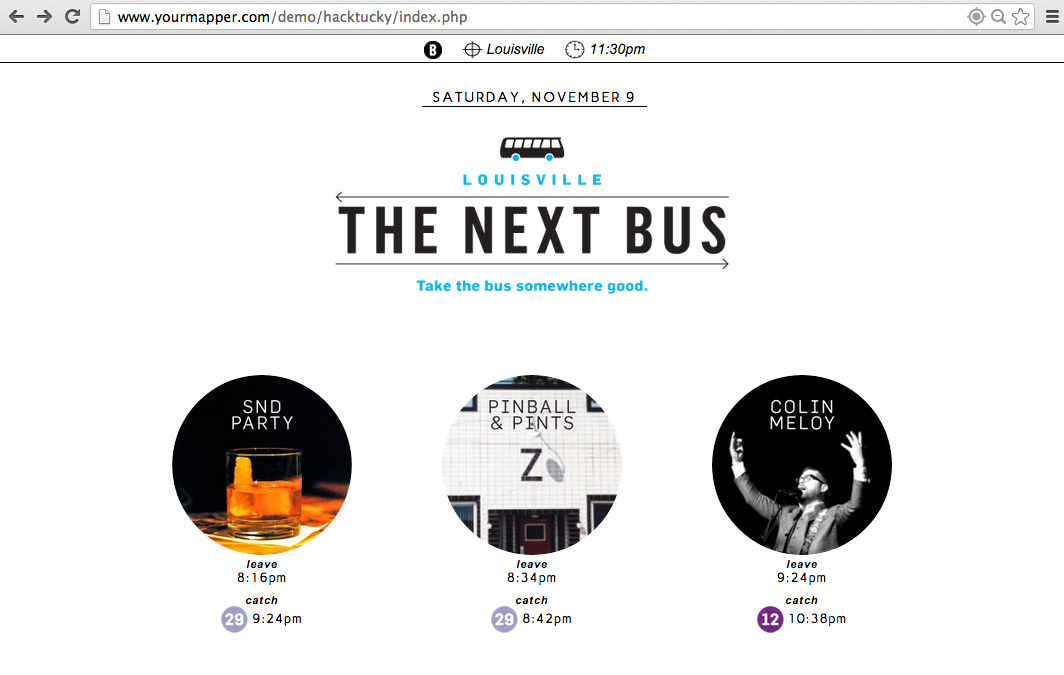 www.yourmapper.com/demo/hacktucky/index.php
B Louisville 11:30pm
SATURDAY, NOVEMBER 9
LOUISVILLE
THE NEXT BUS
Take the bus somewhere good.
SND
PARTY
leave
8:16pm
catch
29 9:24pm
PINBALL
& PINTS
Z
leave
8:34pm
catch
29 8:42pm
COLIN
MELOY
leave
9:24pm
catch
12 10:38pm